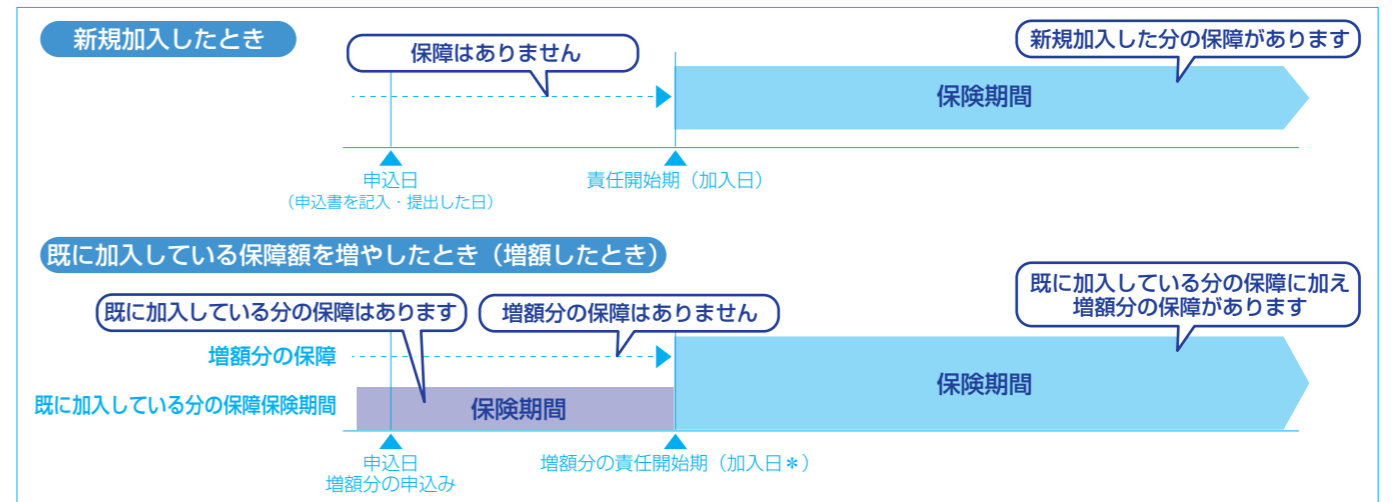 新規加入したとき
保障はありません
新規加入した分の保障があります
保険期間
申込日
（申込書を記入・提出した日）
責任開始期（加入日）
既に加入している保障額を増やしたとき（増額したとき）
既に加入している分の保障はあります
増額分の保障はありません
既に加入している分の保障に加え
増額分の保障があります
増額分の保障
既に加入している分の保障保険期間
保険期間
保険期間
申込日
増額分の申込み
増額分の責任開始期（加入日＊）